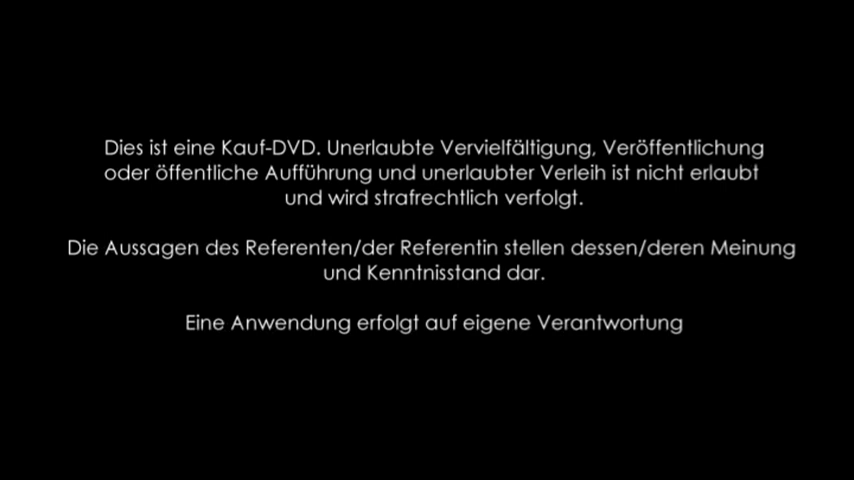 Dies ist eine Kauf-DVD. Unerlaubte Vervielfältigung, Veröffentlichung
oder öffentliche Aufführung und unerlaubter Verleih ist nicht erlaubt
und wird strafrechtlich verfolgt.
Die Aussagen des Referenten/der Referentin stellen dessen/deren Meinung
und Kenntnisstand dar.
Eine Anwendung erfolgt auf eigene Verantwortung